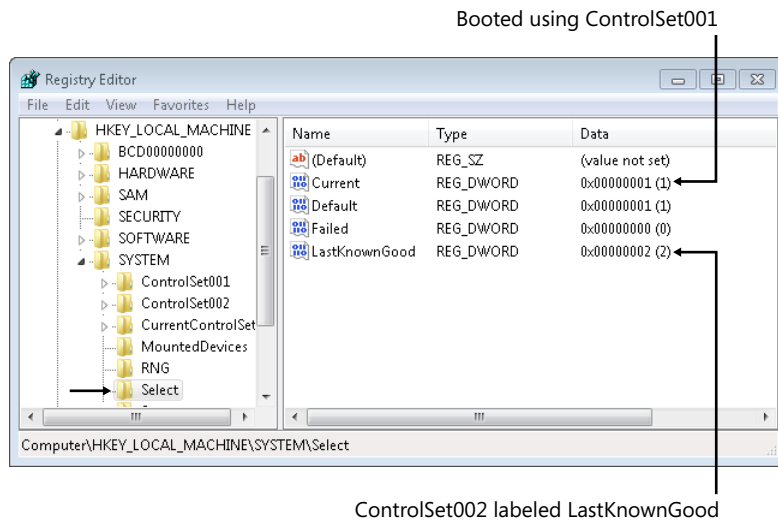 Booted using ControlSet001
Registry Editor
File Edit View Favorites Help
HKEY_LOCAL_MACHINE
BCD00000000
HARDWARE
SAM
SECURITY
SOFTWARE
SYSTEM
ControlSet001
ControlSet002
CurrentControlSet
MountedDevices
RNG
Select
Name Type Data
(Default) REG_SZ (value not set)
Current REG_DWORD 0x00000001 (1)
Default REG_DWORD 0x00000001 (1)
Failed REG_DWORD 0x00000000 (0)
LastKnownGood REG_DWORD 0x00000002 (2)
Computer\HKEY_LOCAL_MACHINE\SYSTEM\Select
ControlSet002 labeled LastKnownGood